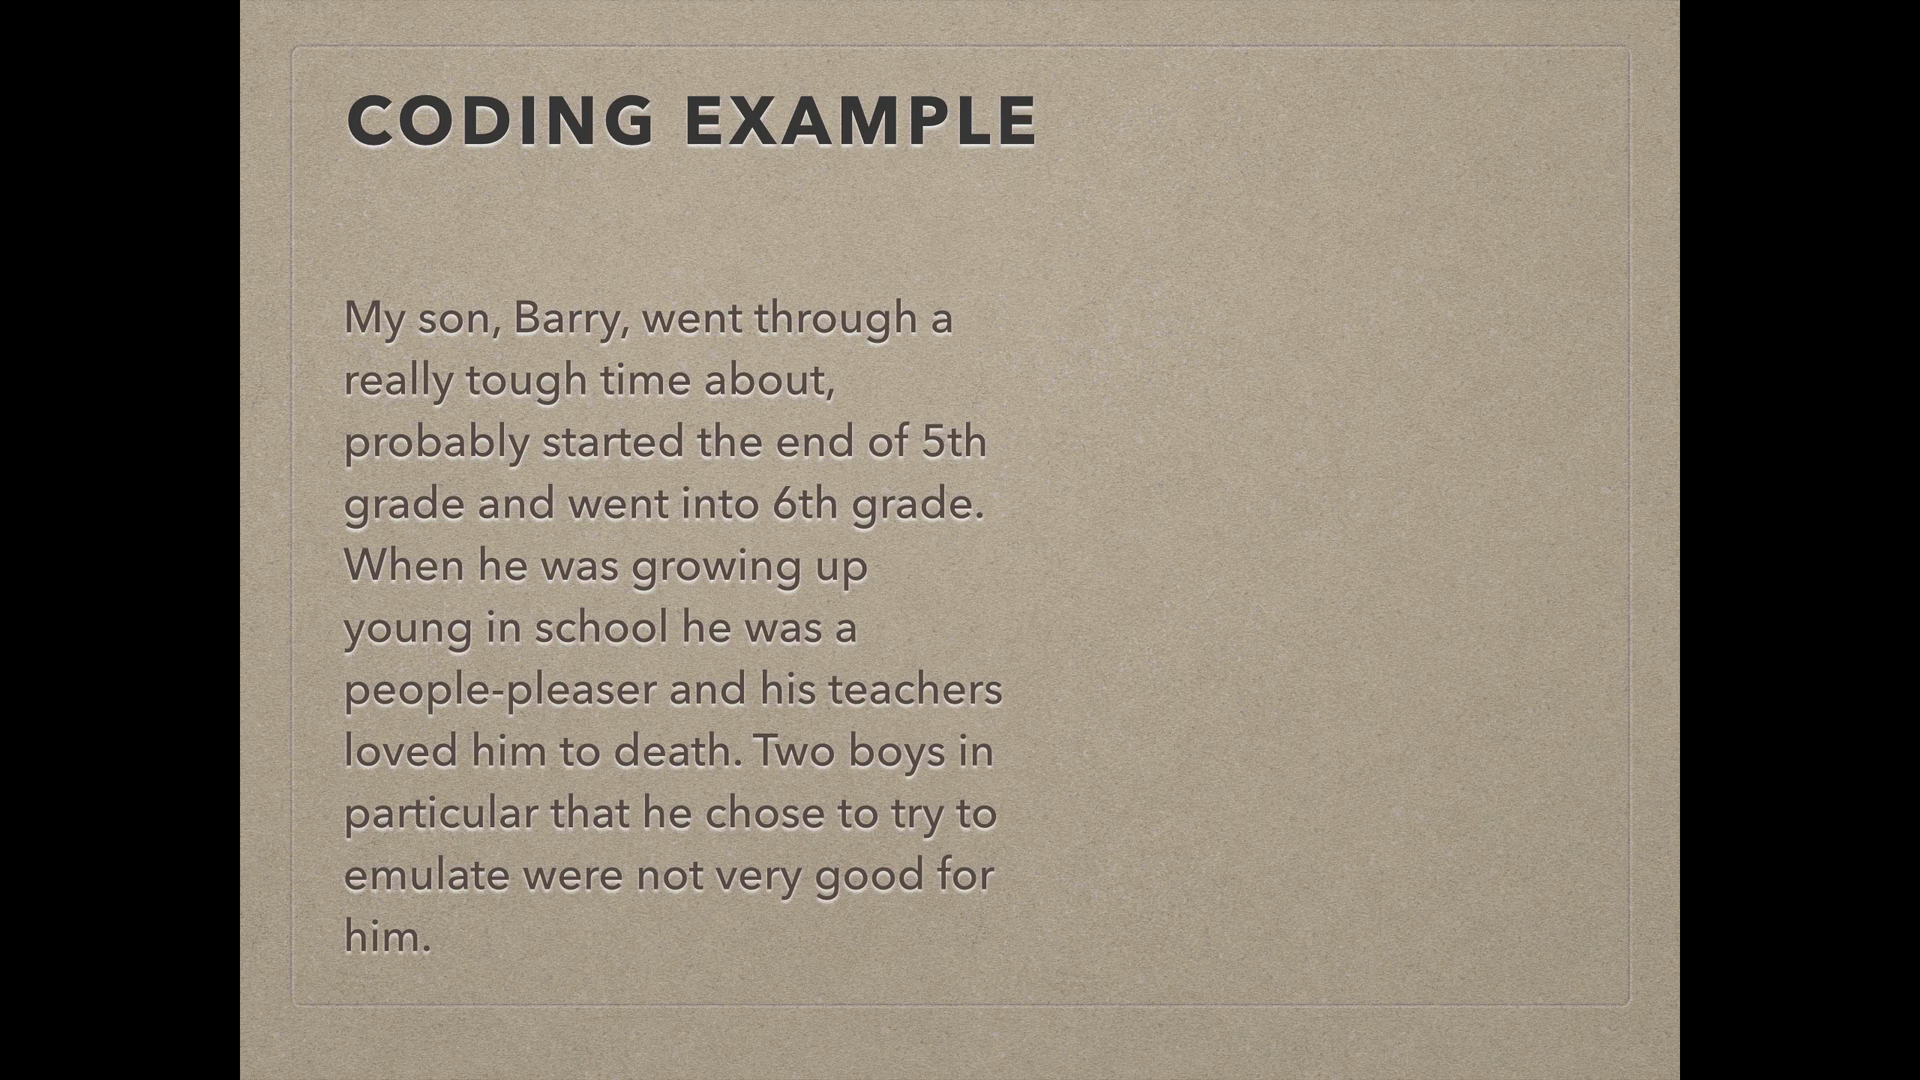 CODING EXAMPLE
My son, Barry, went through a
really tough time about,
probably started the end of 5th
grade and went into 6th grade.
When he was growing up
young in school he was a
people-pleaser and his teachers
loved him to death. Two boys in
particular that he chose to try to
emulate were not very good for
him.